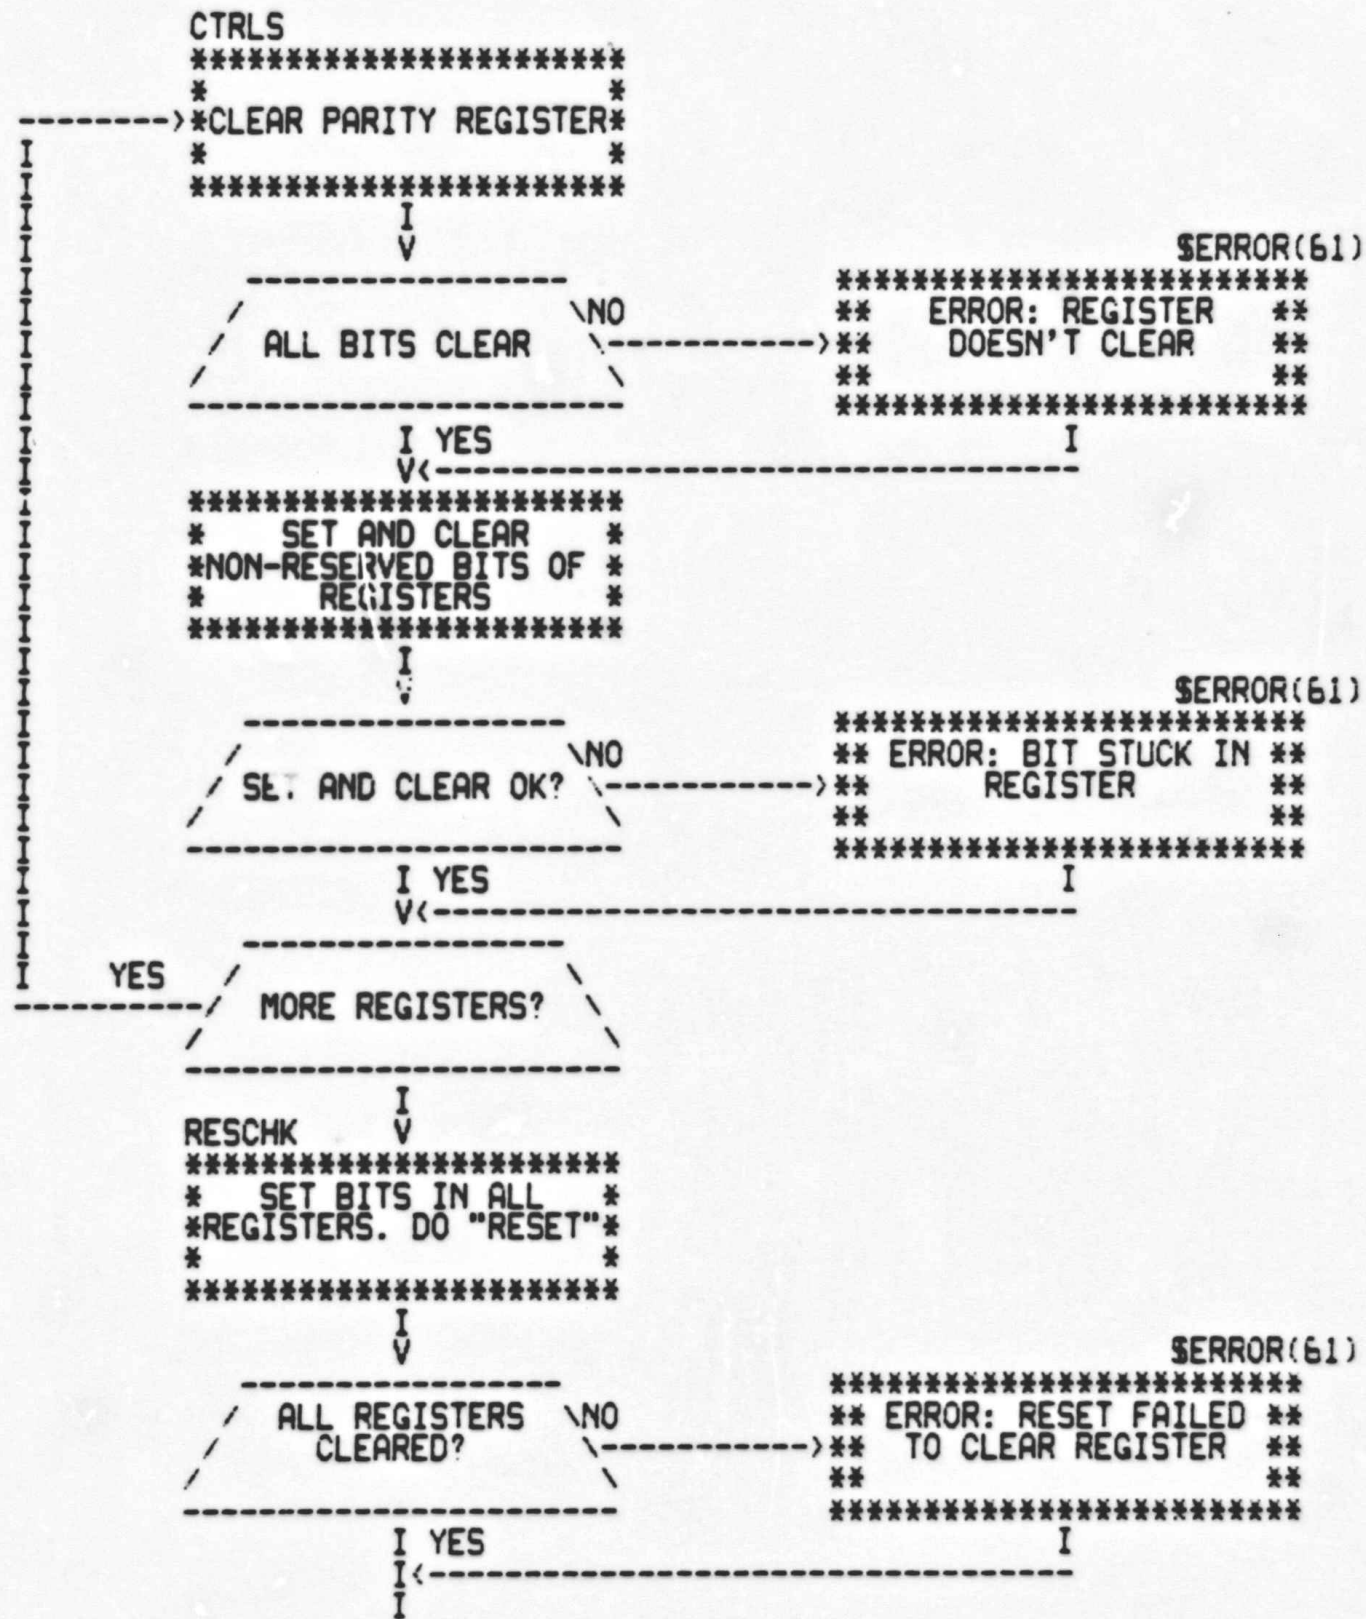 CTRLS
CLEAR PARITY REGISTER
$ERROR(61)
ERROR: REGISTER
DOESN'T CLEAR
ALL BITS CLEAR
NO
YES
SET AND CLEAR
NON-RESERVED BITS OF
REGISTERS
$ERROR(61)
ERROR: BIT STUCK IN
REGISTER
SET AND CLEAR OK?
NO
YES
MORE REGISTERS?
YES
RESCHK
SET BITS IN ALL
REGISTERS. DO "RESET"
$ERROR(61)
ERROR: RESET FAILED
TO CLEAR REGISTER
ALL REGISTERS
CLEARED?
NO
YES